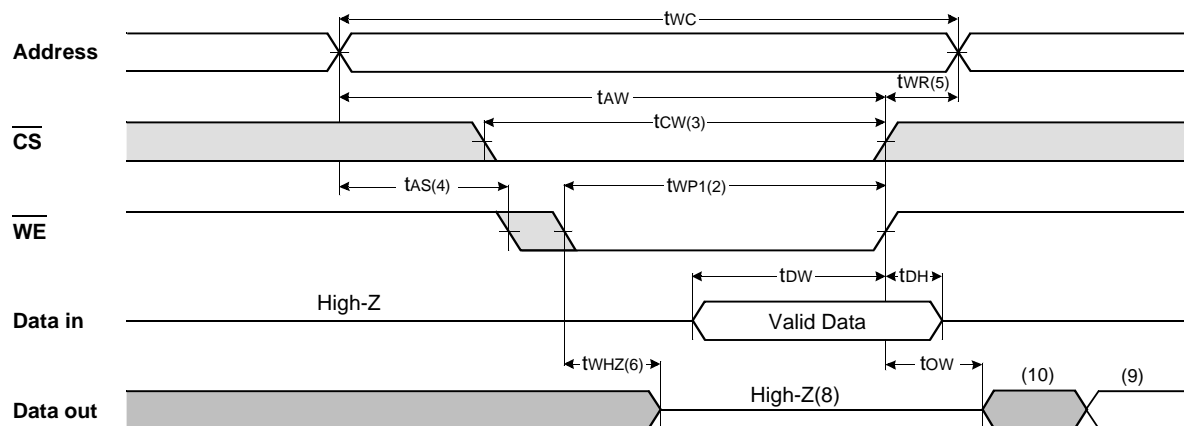 tWC
Address
tWR(5)
tAW
tCW(3)
CS
tAS(4)
tWP1(2)
WE
tDW
tDH
High-Z
Data in
Valid Data
tWHZ(6)
tOW
High-Z(8)
(10)
(9)
Data out